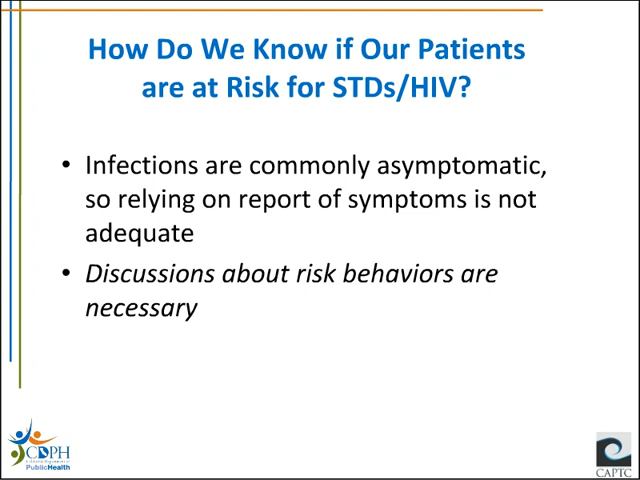 How Do We Know if Our Patients
are at Risk for STDs/HIV?
• Infections are commonly asymptomatic,
so relying on report of symptoms is not
adequate
• Discussions about risk behaviors are
necessary
CDPH
PublicHealth
CAPTC